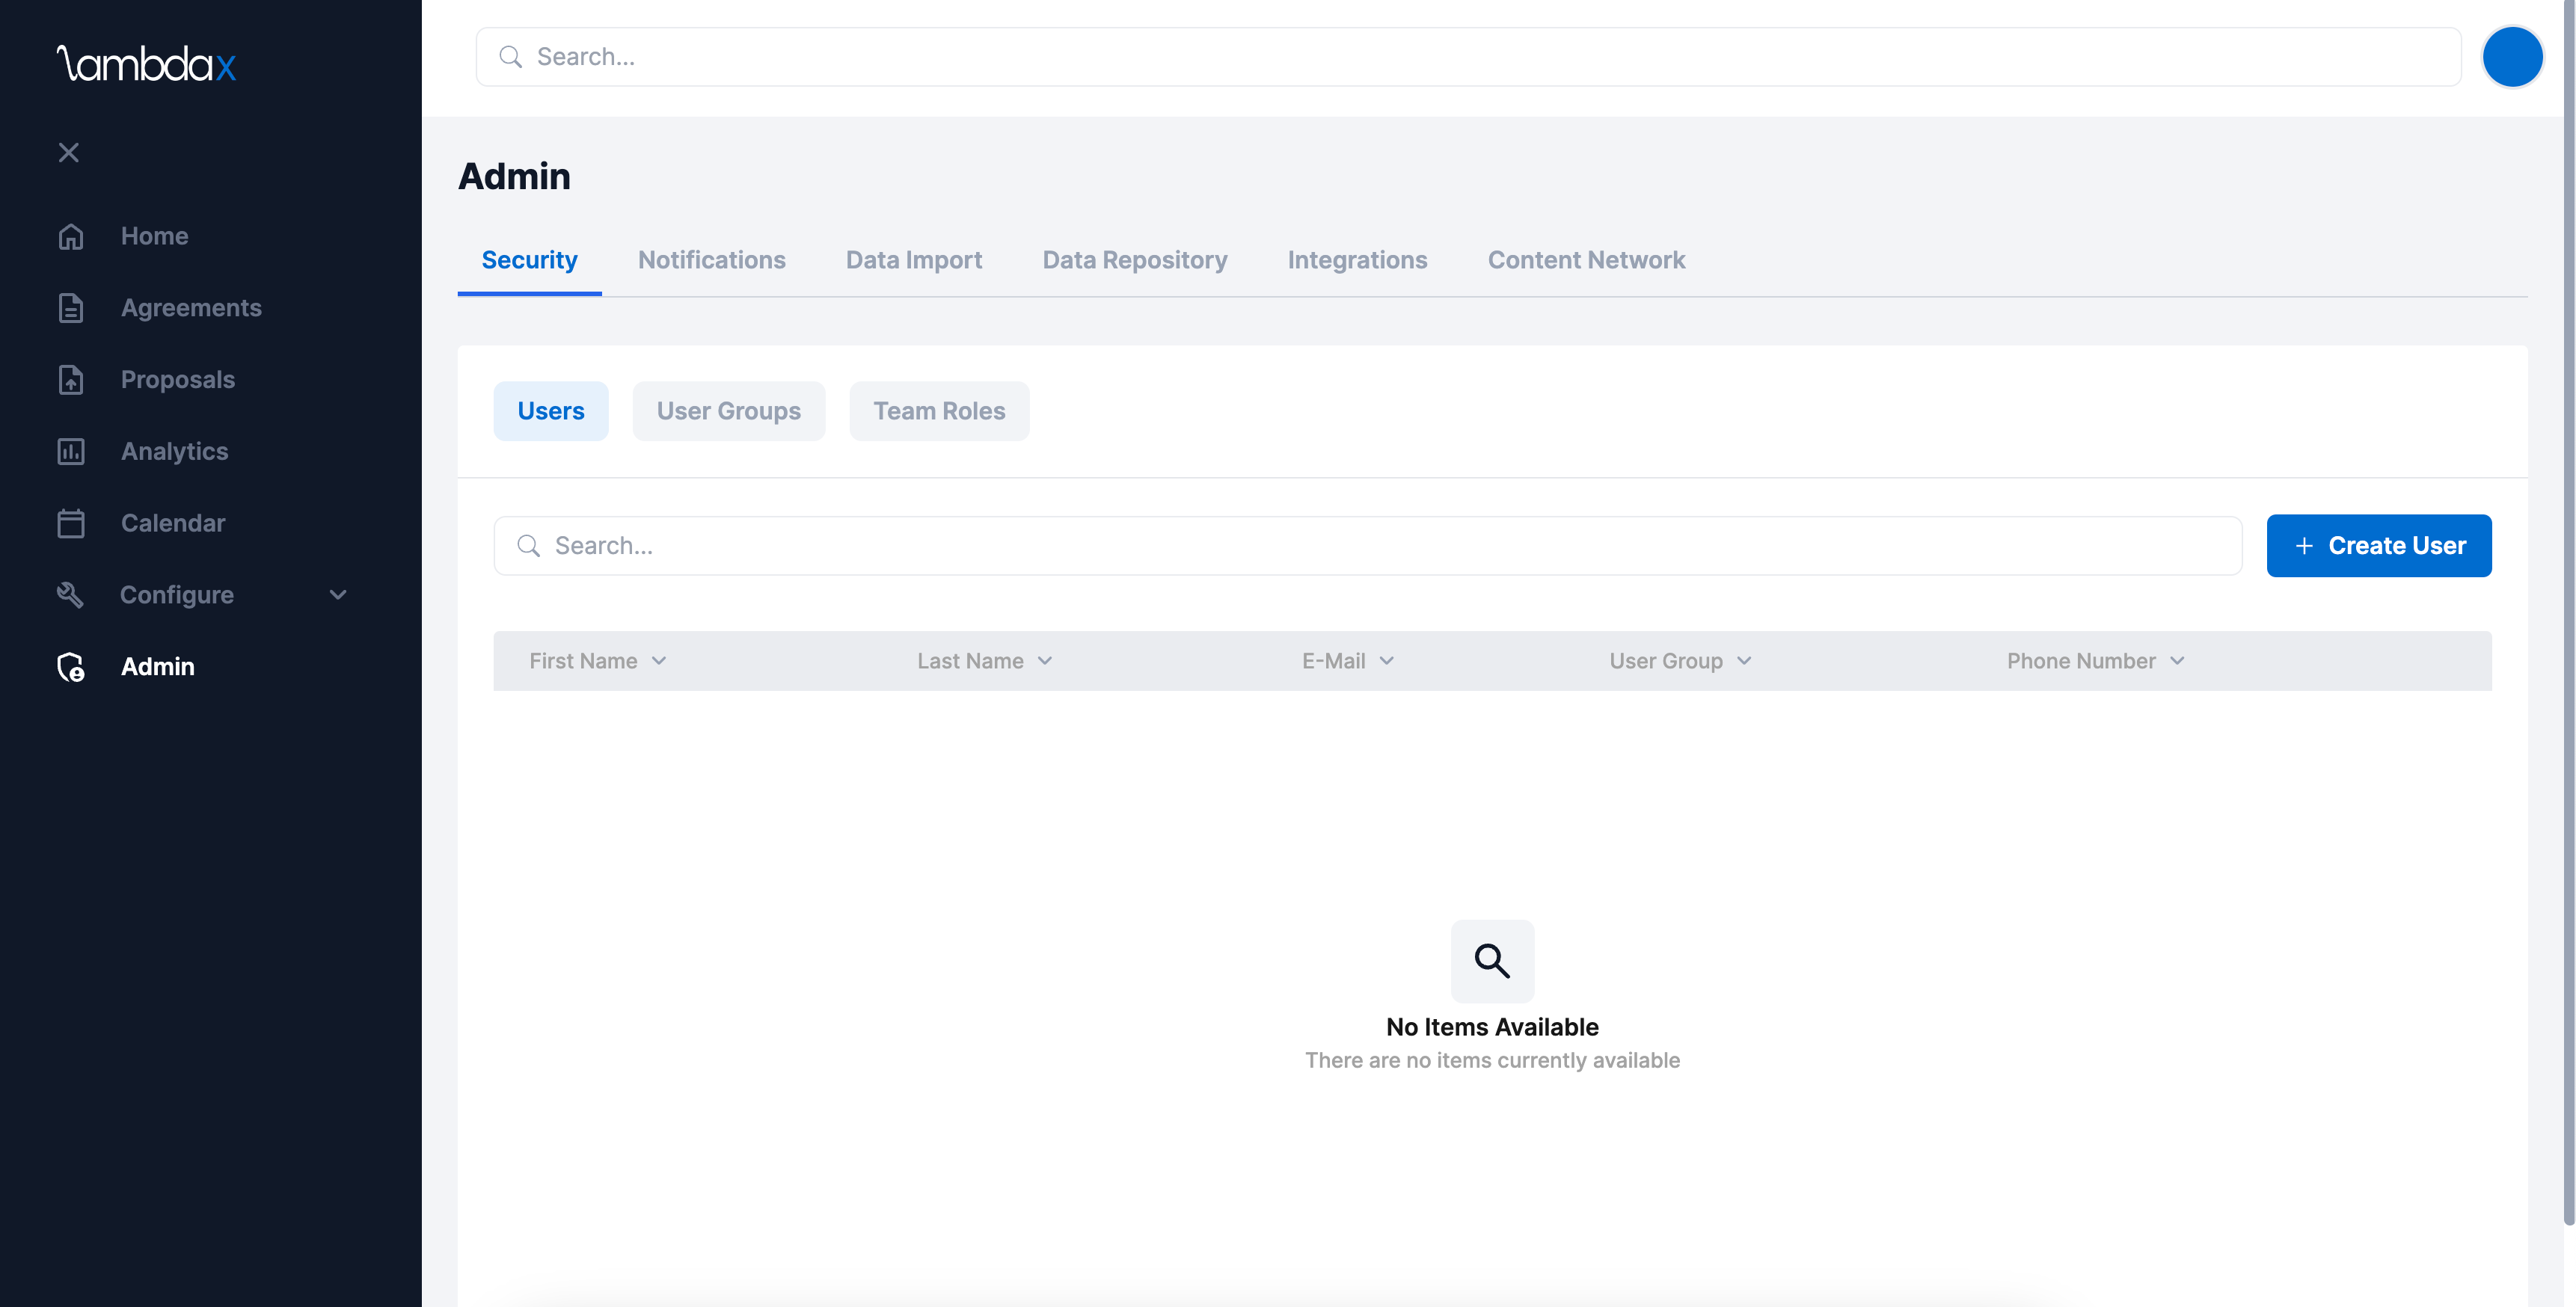 lambdax
Search...
Home
Agreements
Proposals
Analytics
Calendar
Configure
Admin
Admin
Security Notifications Data Import Data Repository Integrations Content Network
Users User Groups Team Roles
Search...
Create User
First Name Last Name E-Mail User Group Phone Number
No Items Available
There are no items currently available